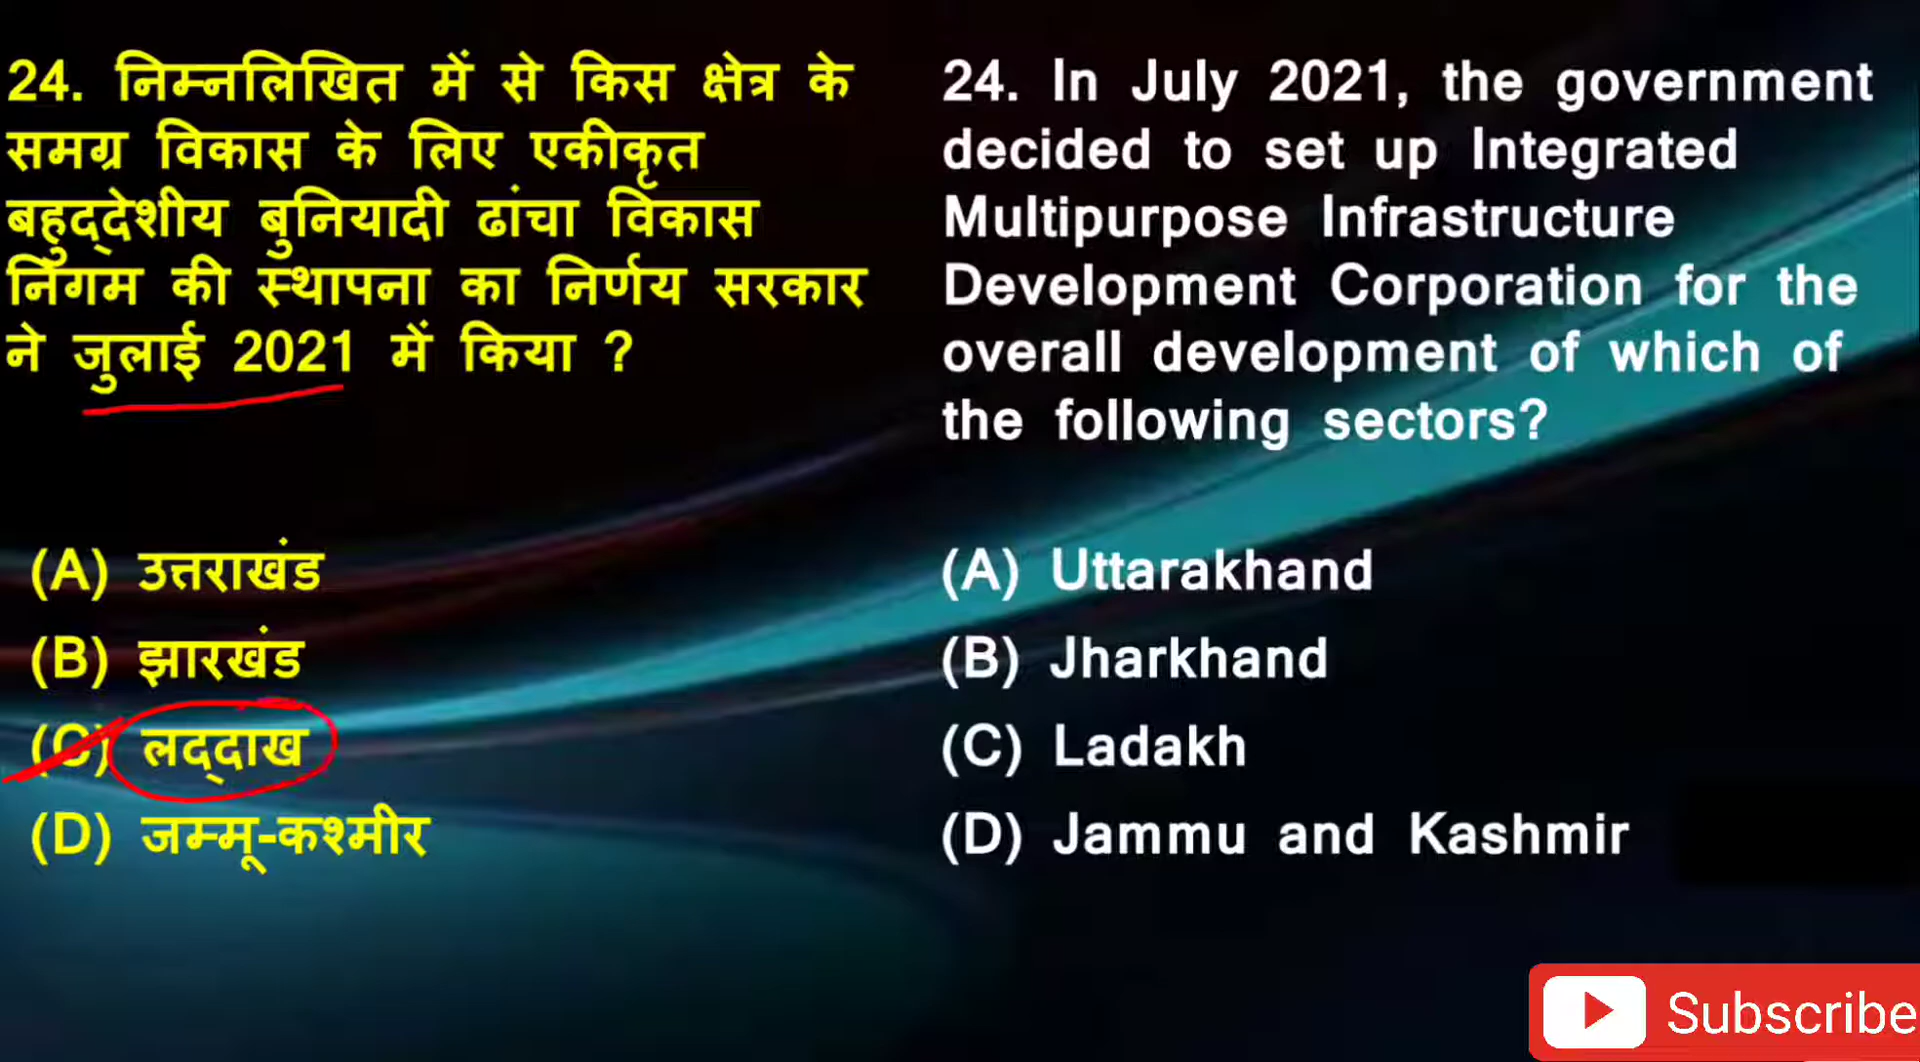 24. निम्नलिखित में से किस क्षेत्र के
समग्र विकास के लिए एकीकृत
बहुद्देशीय बुनियादी ढांचा विकास
निगम की स्थापना का निर्णय सरकार
ने जुलाई 2021 में किया ?
(A) उत्तराखंड
(B) झारखंड
(C) लद्दाख
(D) जम्मू-कश्मीर
24. In July 2021, the government
decided to set up Integrated
Multipurpose Infrastructure
Development Corporation for the
overall development of which of
the following sectors?
(A) Uttarakhand
(B) Jharkhand
(C) Ladakh
(D) Jammu and Kashmir
Subscribe